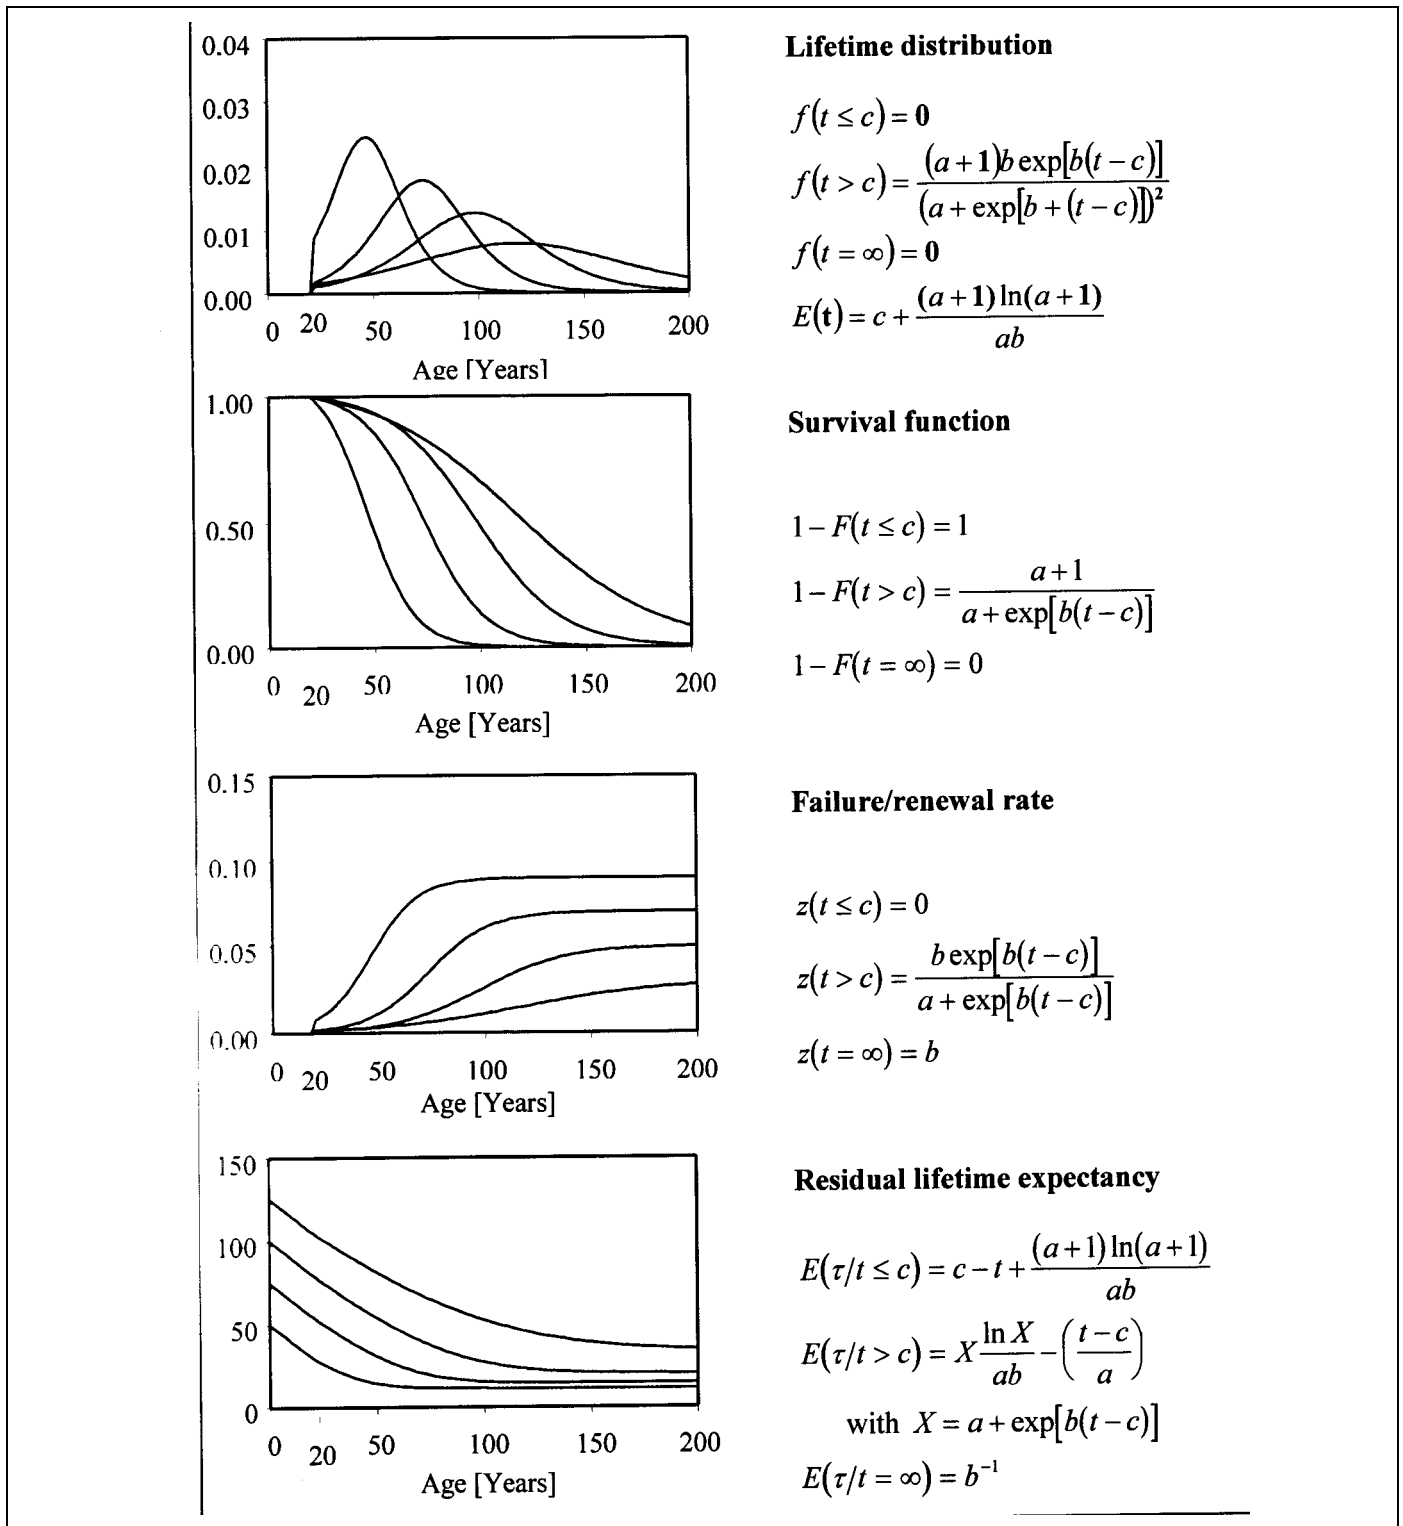 Lifetime distribution
0.04
0.03
0.02
0.01
0.00
0 20 50 100 150 200
Age [Years]
f(t ≤ c) = 0
f(t > c) = (a + 1)b exp[b(t − c)] / (a + exp[b + (t − c)])²
f(t = ∞) = 0
E(t) = c + (a + 1) ln(a + 1) / ab
Survival function
1.00
0.50
0.00
0 20 50 100 150 200
Age [Years]
1 − F(t ≤ c) = 1
1 − F(t > c) = a + 1 / a + exp[b(t − c)]
1 − F(t = ∞) = 0
Failure/renewal rate
0.15
0.10
0.05
0.00
0 20 50 100 150 200
Age [Years]
z(t ≤ c) = 0
z(t > c) = b exp[b(t − c)] / a + exp[b(t − c)]
z(t = ∞) = b
Residual lifetime expectancy
150
100
50
0
0 20 50 100 150 200
Age [Years]
E(τ/t ≤ c) = c − t + (a + 1) ln(a + 1) / ab
E(τ/t > c) = X ln X / ab − (t − c / a)
with X = a + exp[b(t − c)]
E(τ/t = ∞) = b⁻¹